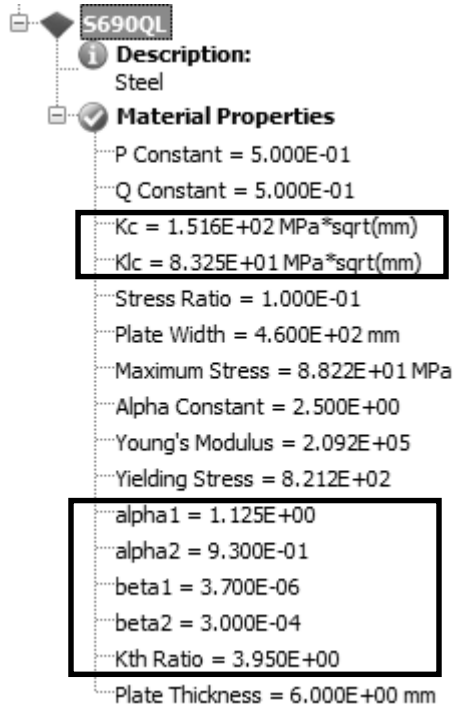 S690QL
Description:
Steel
Material Properties
P Constant = 5.000E-01
Q Constant = 5.000E-01
Kc = 1.516E+02 MPa*sqrt(mm)
KIc = 8.325E+01 MPa*sqrt(mm)
Stress Ratio = 1.000E-01
Plate Width = 4.600E+02 mm
Maximum Stress = 8.822E+01 MPa
Alpha Constant = 2.500E+00
Young's Modulus = 2.092E+05
Yielding Stress = 8.212E+02
alpha1 = 1.125E+00
alpha2 = 9.300E-01
beta1 = 3.700E-06
beta2 = 3.000E-04
Kth Ratio = 3.950E+00
Plate Thickness = 6.000E+00 mm